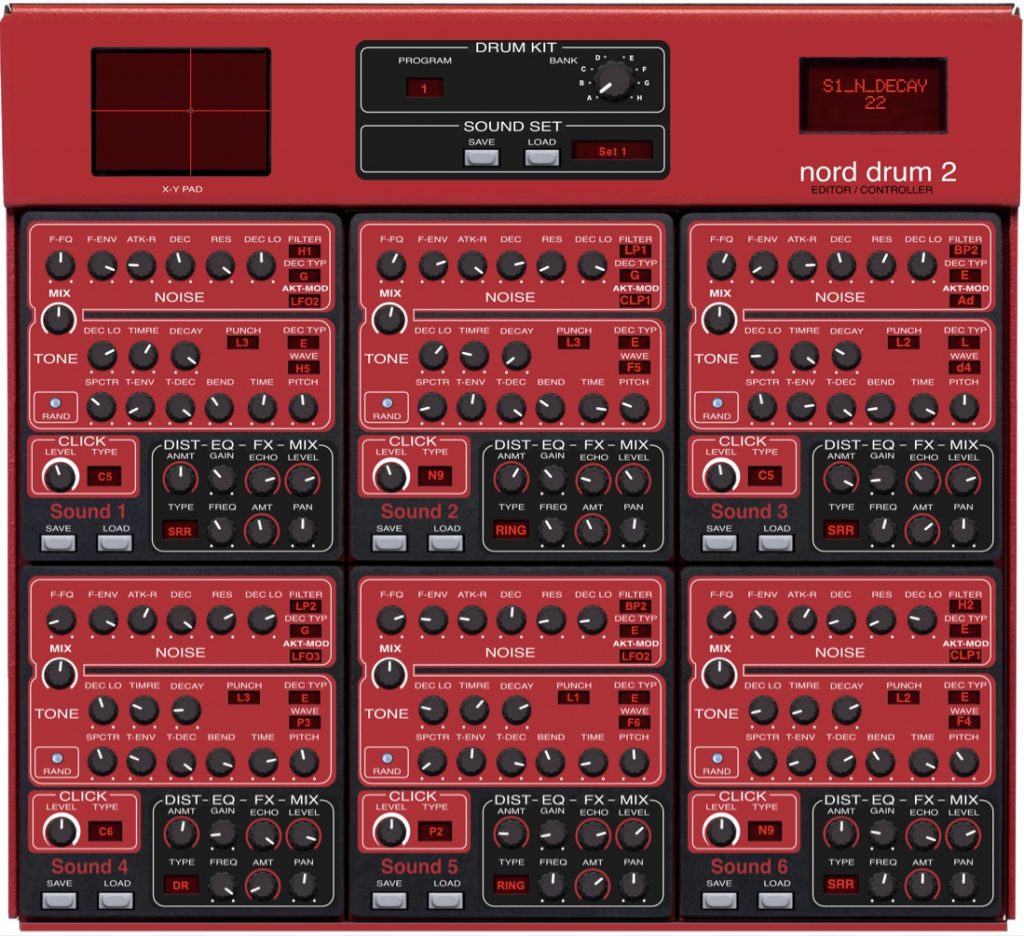 DRUM KIT
PROGRAM
1
BANK
A B C D E F G H
SOUND SET
SAVE LOAD
Set 1
S1_N_DECAY
22
nord drum 2
EDITOR / CONTROLLER
X-Y PAD
F-FQ F-ENV ATK-R DEC RES DEC LO FILTER
H1
DEC TYP
G
AKT-MOD
LFO2
MIX
NOISE
DEC LO TIMRE DECAY PUNCH DEC TYP
L3 E
WAVE
H5
TONE
SPCTR T-ENV T-DEC BEND TIME PITCH
RAND
CLICK
LEVEL TYPE
C5
DIST-EQ - FX - MIX
ANMT GAIN ECHO LEVEL
TYPE FREQ AMT PAN
SRR
Sound 1
SAVE LOAD
F-FQ F-ENV ATK-R DEC RES DEC LO FILTER
LP1
DEC TYP
G
AKT-MOD
CLP1
MIX
NOISE
DEC LO TIMRE DECAY PUNCH DEC TYP
L3 E
WAVE
F5
TONE
SPCTR T-ENV T-DEC BEND TIME PITCH
RAND
CLICK
LEVEL TYPE
N9
DIST-EQ - FX - MIX
ANMT GAIN ECHO LEVEL
TYPE FREQ AMT PAN
RING
Sound 2
SAVE LOAD
F-FQ F-ENV ATK-R DEC RES DEC LO FILTER
BP2
DEC TYP
E
AKT-MOD
Ad
MIX
NOISE
DEC LO TIMRE DECAY PUNCH DEC TYP
L2 L
WAVE
d4
TONE
SPCTR T-ENV T-DEC BEND TIME PITCH
RAND
CLICK
LEVEL TYPE
C5
DIST-EQ - FX - MIX
ANMT GAIN ECHO LEVEL
TYPE FREQ AMT PAN
SRR
Sound 3
SAVE LOAD
F-FQ F-ENV ATK-R DEC RES DEC LO FILTER
LP2
DEC TYP
G
AKT-MOD
LFO3
MIX
NOISE
DEC LO TIMRE DECAY PUNCH DEC TYP
L3 E
WAVE
P3
TONE
SPCTR T-ENV T-DEC BEND TIME PITCH
RAND
CLICK
LEVEL TYPE
C6
DIST-EQ - FX - MIX
ANMT GAIN ECHO LEVEL
TYPE FREQ AMT PAN
DR
Sound 4
SAVE LOAD
F-FQ F-ENV ATK-R DEC RES DEC LO FILTER
BP2
DEC TYP
E
AKT-MOD
LFO2
MIX
NOISE
DEC LO TIMRE DECAY PUNCH DEC TYP
L1 E
WAVE
F6
TONE
SPCTR T-ENV T-DEC BEND TIME PITCH
RAND
CLICK
LEVEL TYPE
P2
DIST-EQ - FX - MIX
ANMT GAIN ECHO LEVEL
TYPE FREQ AMT PAN
RING
Sound 5
SAVE LOAD
F-FQ F-ENV ATK-R DEC RES DEC LO FILTER
H2
DEC TYP
E
AKT-MOD
CLP1
MIX
NOISE
DEC LO TIMRE DECAY PUNCH DEC TYP
L2 E
WAVE
F4
TONE
SPCTR T-ENV T-DEC BEND TIME PITCH
RAND
CLICK
LEVEL TYPE
N9
DIST-EQ - FX - MIX
ANMT GAIN ECHO LEVEL
TYPE FREQ AMT PAN
SRR
Sound 6
SAVE LOAD